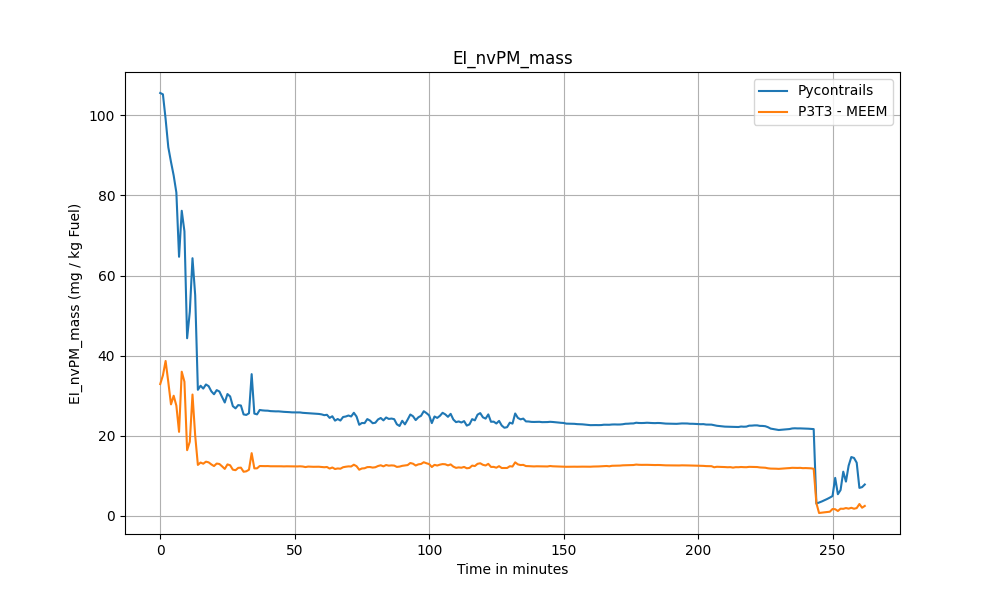 EI_nvPM_mass
Pycontrails
P3T3 - MEEM
EI_nvPM_mass (mg / kg Fuel)
100
80
60
40
20
0
0 50 100 150 200 250
Time in minutes